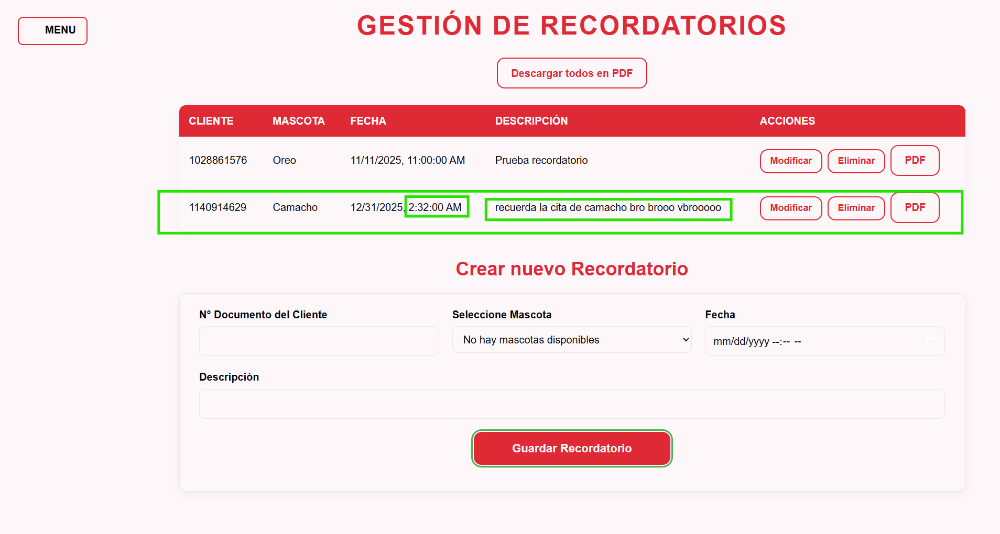 MENU
GESTIÓN DE RECORDATORIOS
Descargar todos en PDF
CLIENTE MASCOTA FECHA DESCRIPCIÓN ACCIONES
1028861576 Oreo 11/11/2025, 11:00:00 AM Prueba recordatorio Modificar Eliminar PDF
1140914629 Camacho 12/31/2025, 2:32:00 AM recuerda la cita de camacho bro brooo vbrooooo Modificar Eliminar PDF
Crear nuevo Recordatorio
N° Documento del Cliente Seleccione Mascota Fecha
No hay mascotas disponibles mm/dd/yyyy --:-- --
Descripción
Guardar Recordatorio